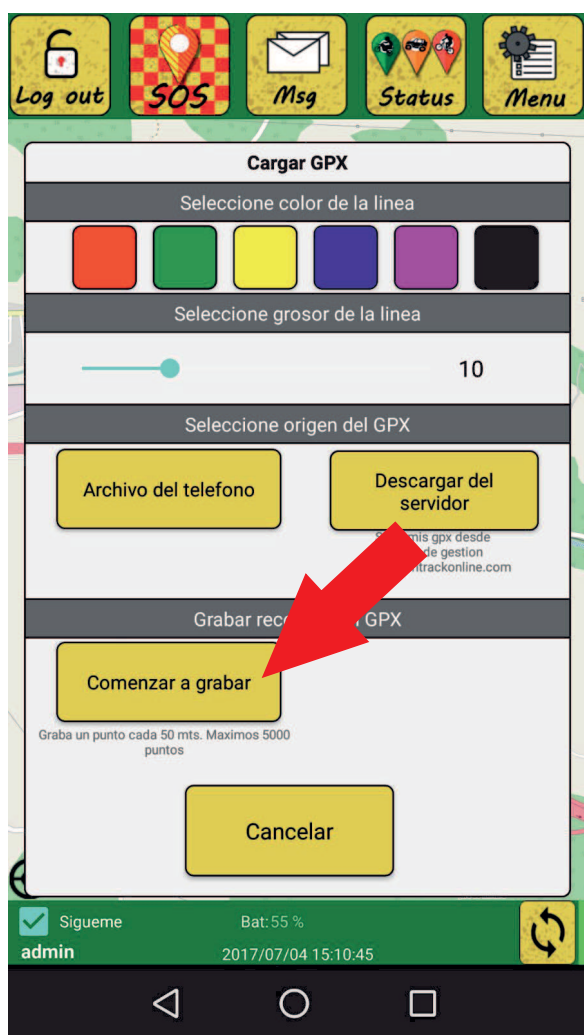 Log out
SOS
Msg
Status
Menu
Cargar GPX
Seleccione color de la linea
Seleccione grosor de la linea
10
Seleccione origen del GPX
Archivo del telefono
Descargar del
servidor
mis gpx desde
de gestion
trackonline.com
Grabar GPX
Comenzar a grabar
Graba un punto cada 50 mts. Maximos 5000
puntos
Cancelar
Sigueme
Bat:55 %
admin
2017/07/04 15:10:45